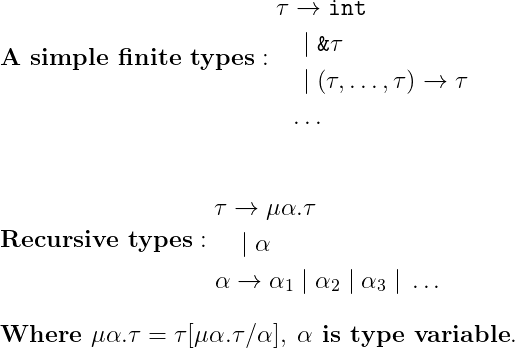 τ → int
| &τ
A simple finite types :
| (τ, . . . , τ) → τ
. . .
τ → μα.τ
Recursive types :
| α
α → α₁ | α₂ | α₃ | . . .
Where μα.τ = τ[μα.τ/α], α is type variable.